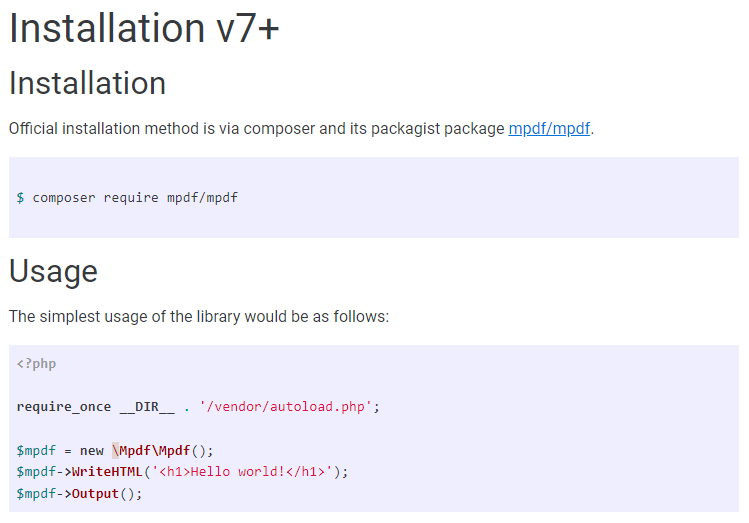 Installation v7+
Installation
Official installation method is via composer and its packagist package mpdf/mpdf.
$ composer require mpdf/mpdf
Usage
The simplest usage of the library would be as follows:
<?php
require_once __DIR__ . '/vendor/autoload.php';
$mpdf = new \Mpdf\Mpdf();
$mpdf->WriteHTML('<h1>Hello world!</h1>');
$mpdf->Output();